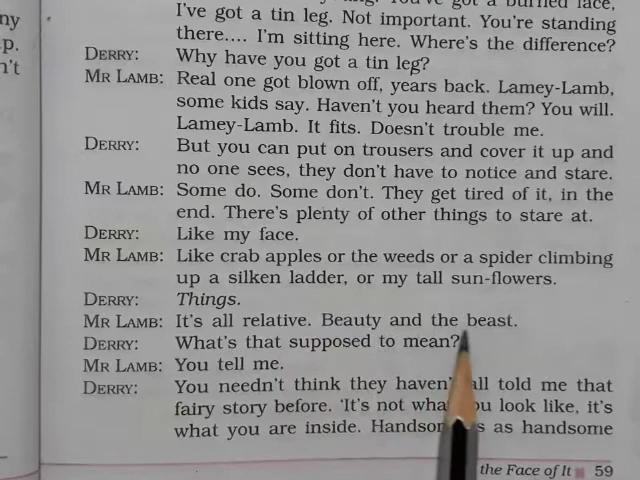 ny
p.
n't
got a burned face,
I've got a tin leg. Not important. You're standing
there.... I'm sitting here. Where's the difference?
DERRY: Why have you got a tin leg?
MR LAMB: Real one got blown off, years back. Lamey-Lamb,
some kids say. Haven't you heard them? You will.
Lamey-Lamb. It fits. Doesn't trouble me.
DERRY: But you can put on trousers and cover it up and
no one sees, they don't have to notice and stare.
MR LAMB: Some do. Some don't. They get tired of it, in the
end. There's plenty of other things to stare at.
DERRY: Like my face.
MR LAMB: Like crab apples or the weeds or a spider climbing
up a silken ladder, or my tall sun-flowers.
DERRY: Things.
MR LAMB: It's all relative. Beauty and the beast.
DERRY: What's that supposed to mean?
MR LAMB: You tell me.
DERRY: You needn't think they haven't all told me that
fairy story before. 'It's not what you look like, it's
what you are inside. Handsome is as handsome
the Face of It 59